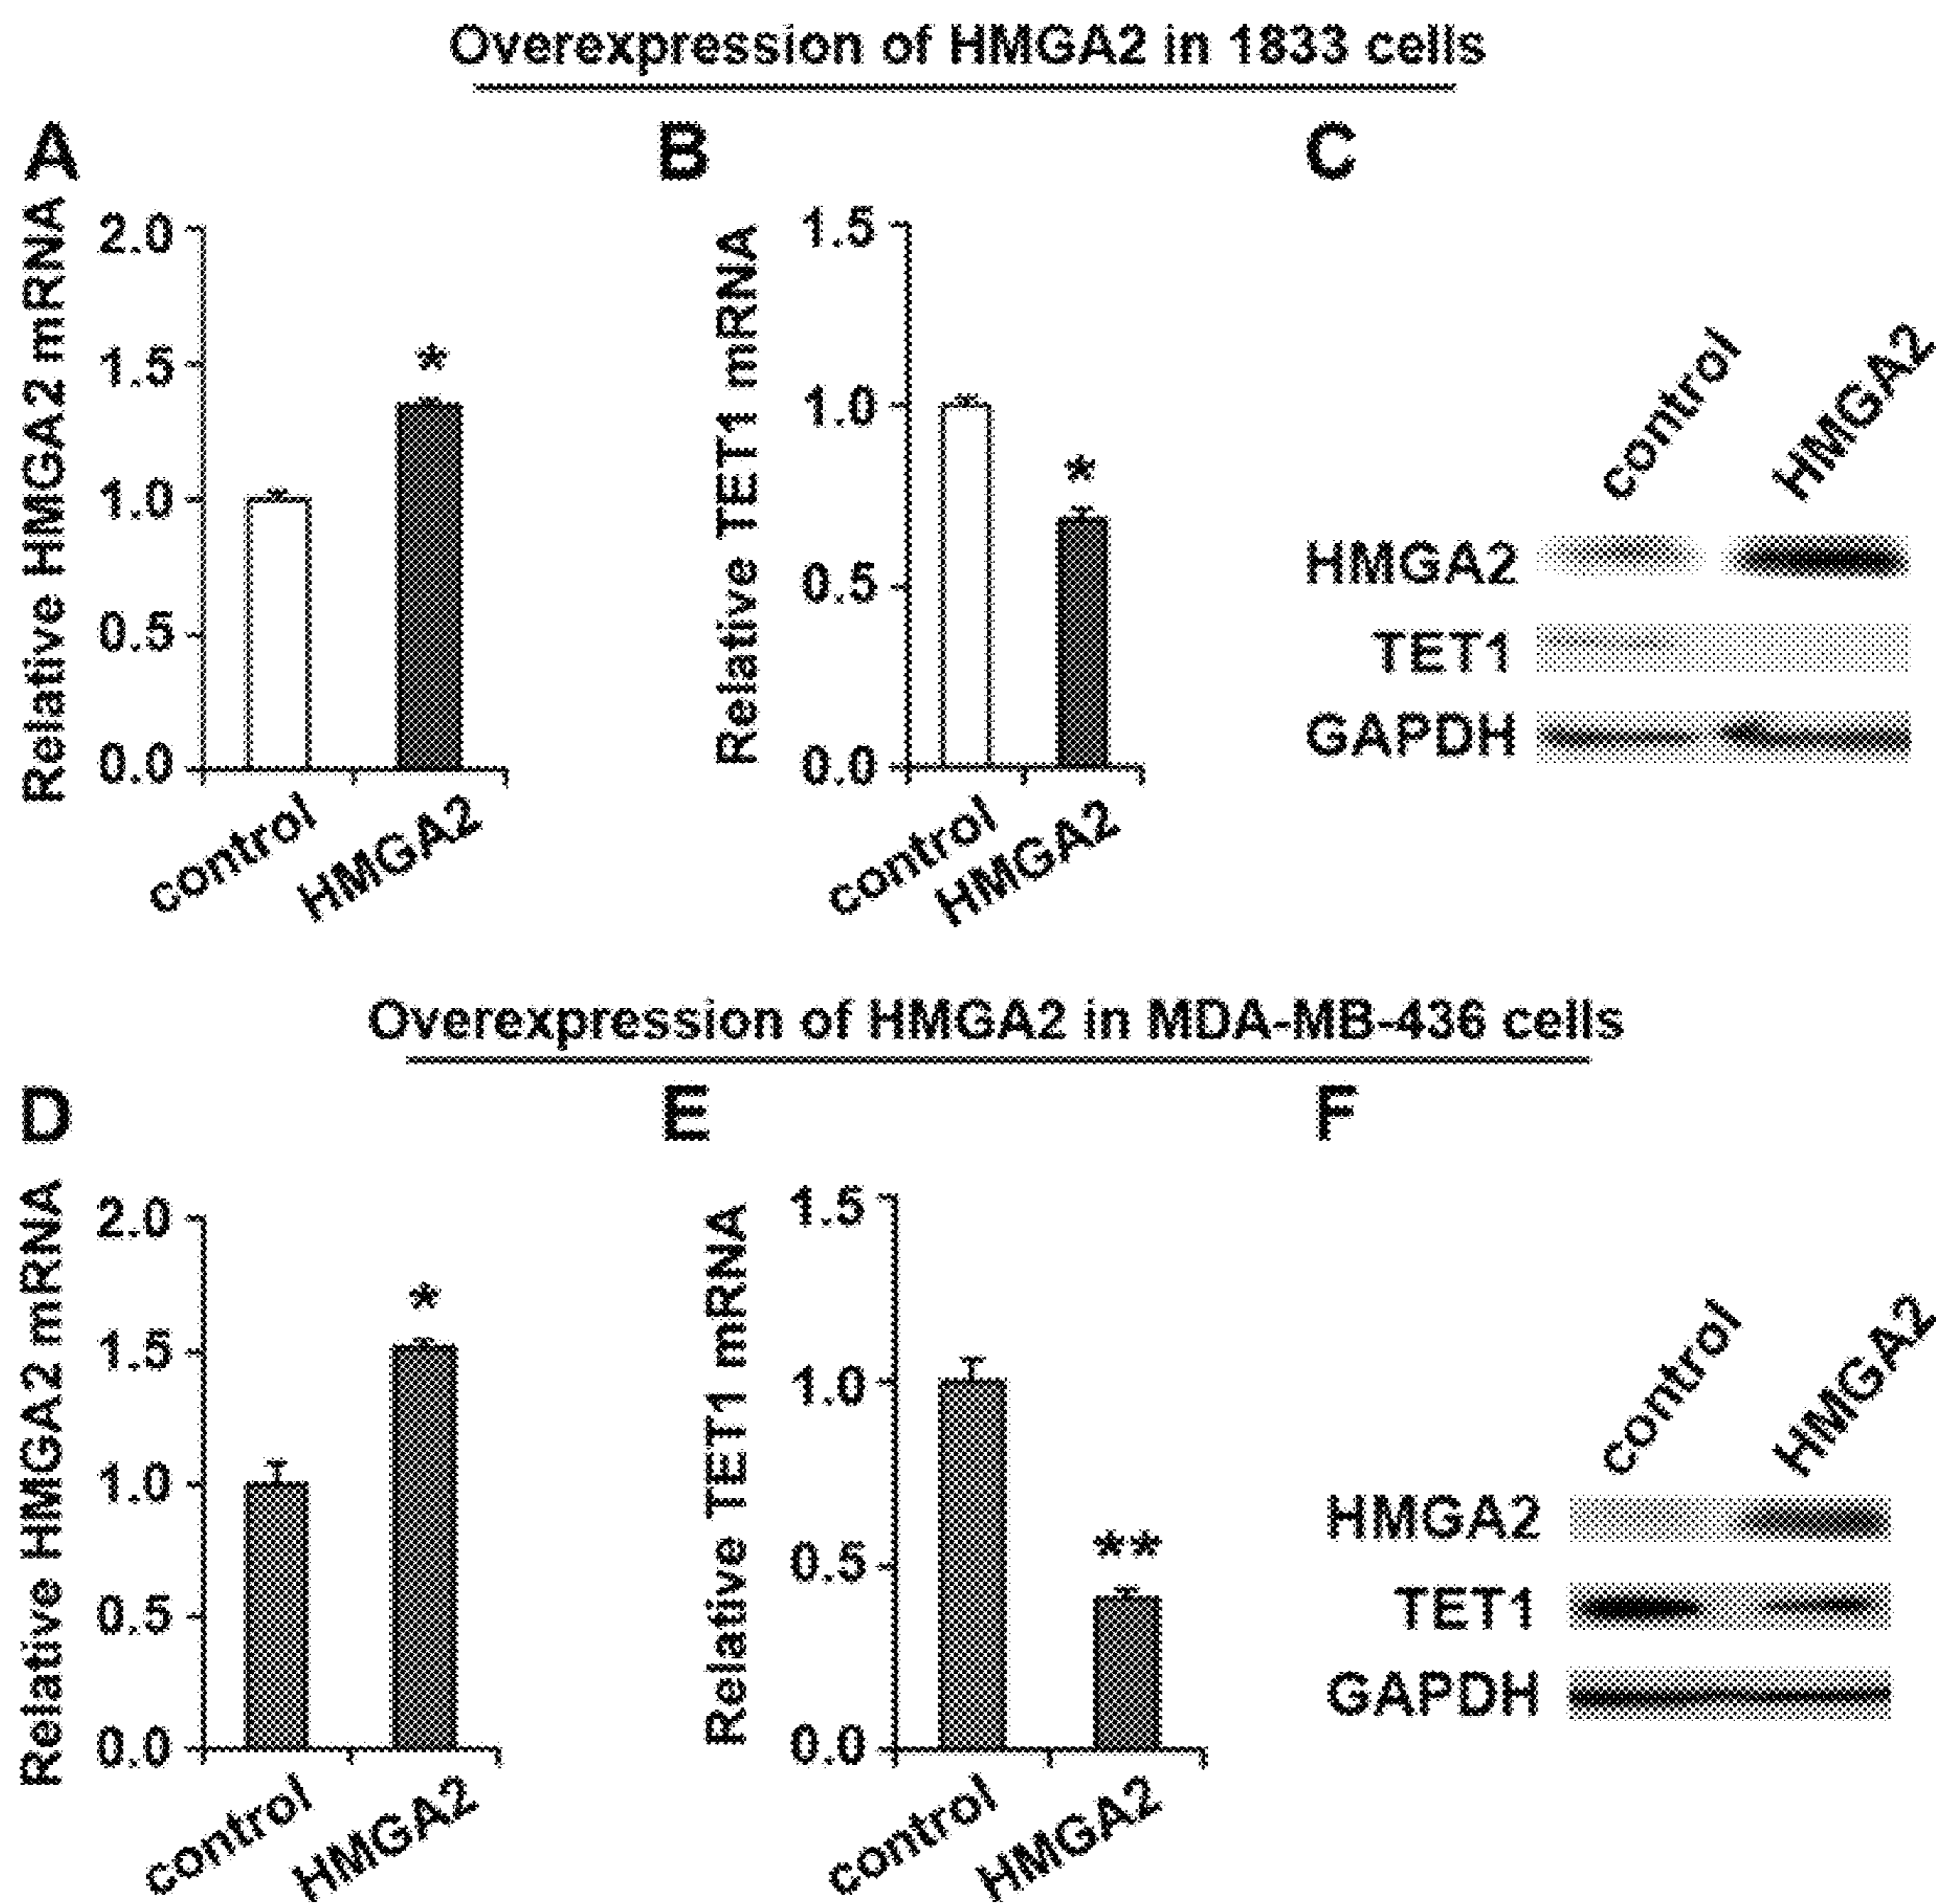 Overexpression of HMGA2 in 1833 cells
A
Relative HMGA2 mRNA
2.0
1.5
1.0
0.5
0.0
*
control
HMGA2
B
Relative TET1 mRNA
1.5
1.0
0.5
0.0
*
control
HMGA2
C
control
HMGA2
HMGA2
TET1
GAPDH
Overexpression of HMGA2 in MDA-MB-436 cells
D
Relative HMGA2 mRNA
2.0
1.5
1.0
0.5
0.0
*
control
HMGA2
E
Relative TET1 mRNA
1.5
1.0
0.5
0.0
**
control
HMGA2
F
control
HMGA2
HMGA2
TET1
GAPDH